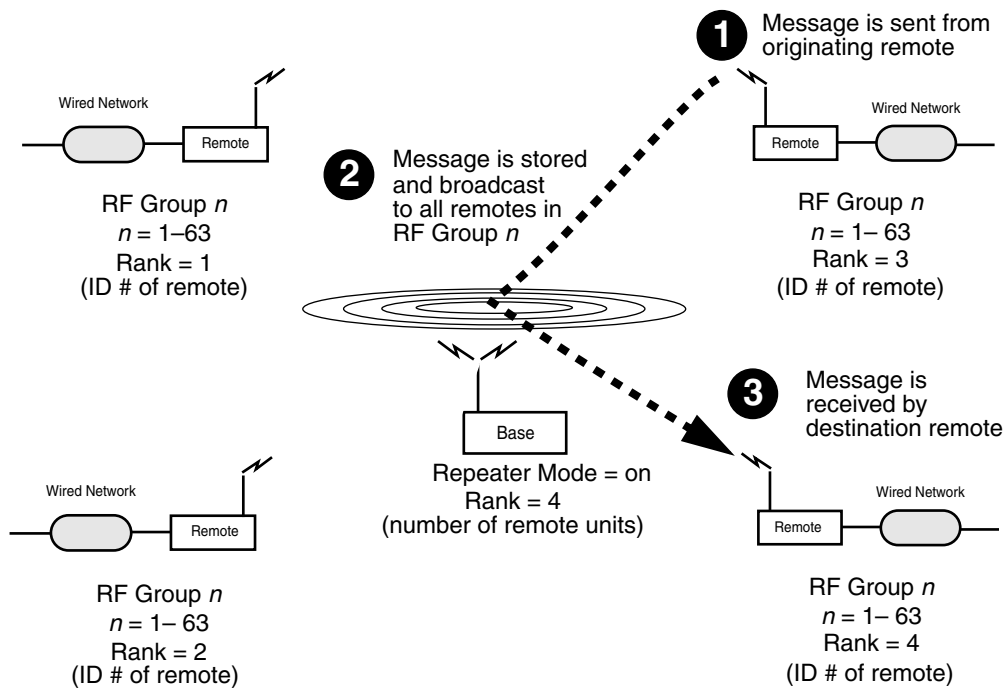 1
Message is sent from
originating remote
Wired Network
Remote
RF Group n
n = 1–63
Rank = 1
(ID # of remote)
2
Message is stored
and broadcast
to all remotes in
RF Group n
Wired Network
Remote
RF Group n
n = 1– 63
Rank = 3
(ID # of remote)
3
Message is
received by
destination remote
Base
Repeater Mode = on
Rank = 4
(number of remote units)
Wired Network
Remote
RF Group n
n = 1– 63
Rank = 2
(ID # of remote)
Wired Network
Remote
RF Group n
n = 1– 63
Rank = 4
(ID # of remote)